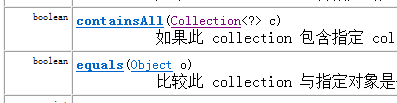 boolean containsAll(Collection<?> c)
如果此 collection 包含指定 col
boolean equals(Object o)
比较此 collection 与指定对象是